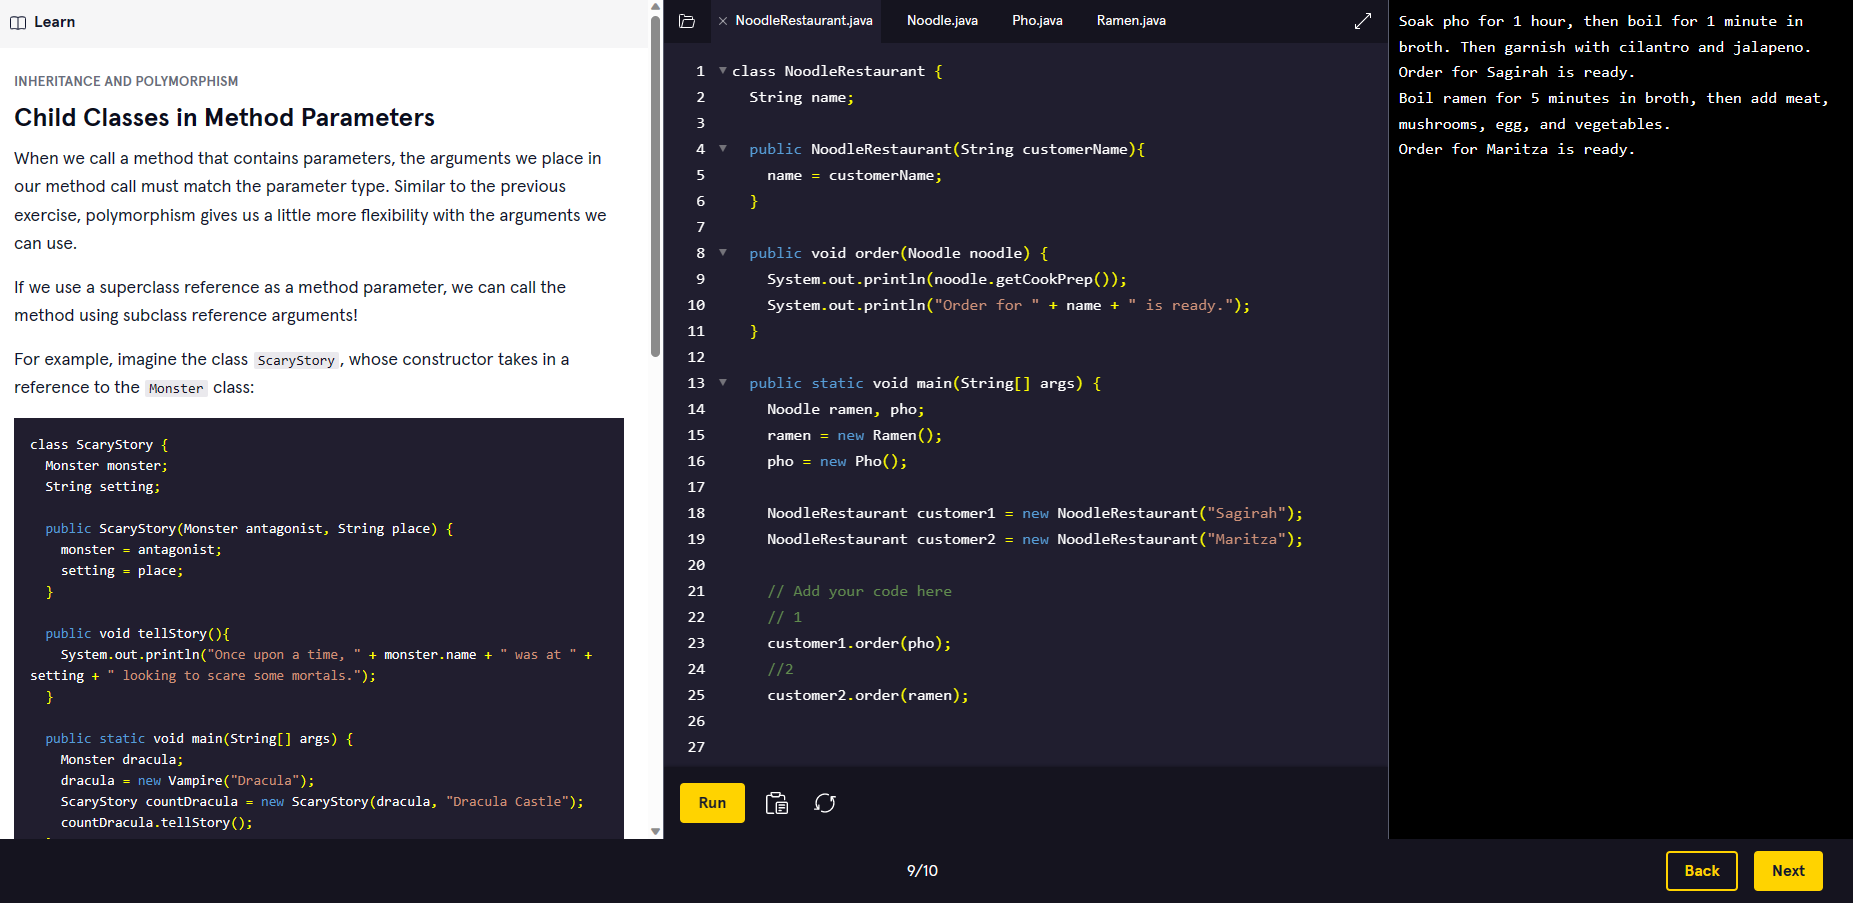 Learn
INHERITANCE AND POLYMORPHISM
Child Classes in Method Parameters
When we call a method that contains parameters, the arguments we place in
our method call must match the parameter type. Similar to the previous
exercise, polymorphism gives us a little more flexibility with the arguments we
can use.
If we use a superclass reference as a method parameter, we can call the
method using subclass reference arguments!
For example, imagine the class ScaryStory, whose constructor takes in a
reference to the Monster class:
class ScaryStory {
  Monster monster;
  String setting;
  public ScaryStory(Monster antagonist, String place) {
    monster = antagonist;
    setting = place;
  }
  public void tellStory(){
    System.out.println("Once upon a time, " + monster.name + " was at " +
setting + " looking to scare some mortals.");
  }
  public static void main(String[] args) {
    Monster dracula;
    dracula = new Vampire("Dracula");
    ScaryStory countDracula = new ScaryStory(dracula, "Dracula Castle");
    countDracula.tellStory();
NoodleRestaurant.java Noodle.java Pho.java Ramen.java
1 class NoodleRestaurant {
2   String name;
3
4   public NoodleRestaurant(String customerName){
5     name = customerName;
6   }
7
8   public void order(Noodle noodle) {
9     System.out.println(noodle.getCookPrep());
10     System.out.println("Order for " + name + " is ready.");
11   }
12
13   public static void main(String[] args) {
14     Noodle ramen, pho;
15     ramen = new Ramen();
16     pho = new Pho();
17
18     NoodleRestaurant customer1 = new NoodleRestaurant("Sagirah");
19     NoodleRestaurant customer2 = new NoodleRestaurant("Maritza");
20
21     // Add your code here
22     // 1
23     customer1.order(pho);
24     //2
25     customer2.order(ramen);
26
27
Run
Soak pho for 1 hour, then boil for 1 minute in
broth. Then garnish with cilantro and jalapeno.
Order for Sagirah is ready.
Boil ramen for 5 minutes in broth, then add meat,
mushrooms, egg, and vegetables.
Order for Maritza is ready.
9/10
Back
Next